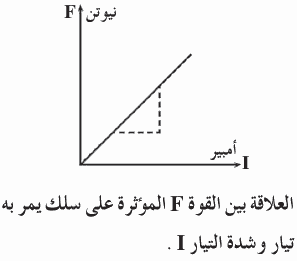 F نيوتن
أمبير
I
العلاقة بين القوة F المؤثرة على سلك يمر به
تيار وشدة التيار I .